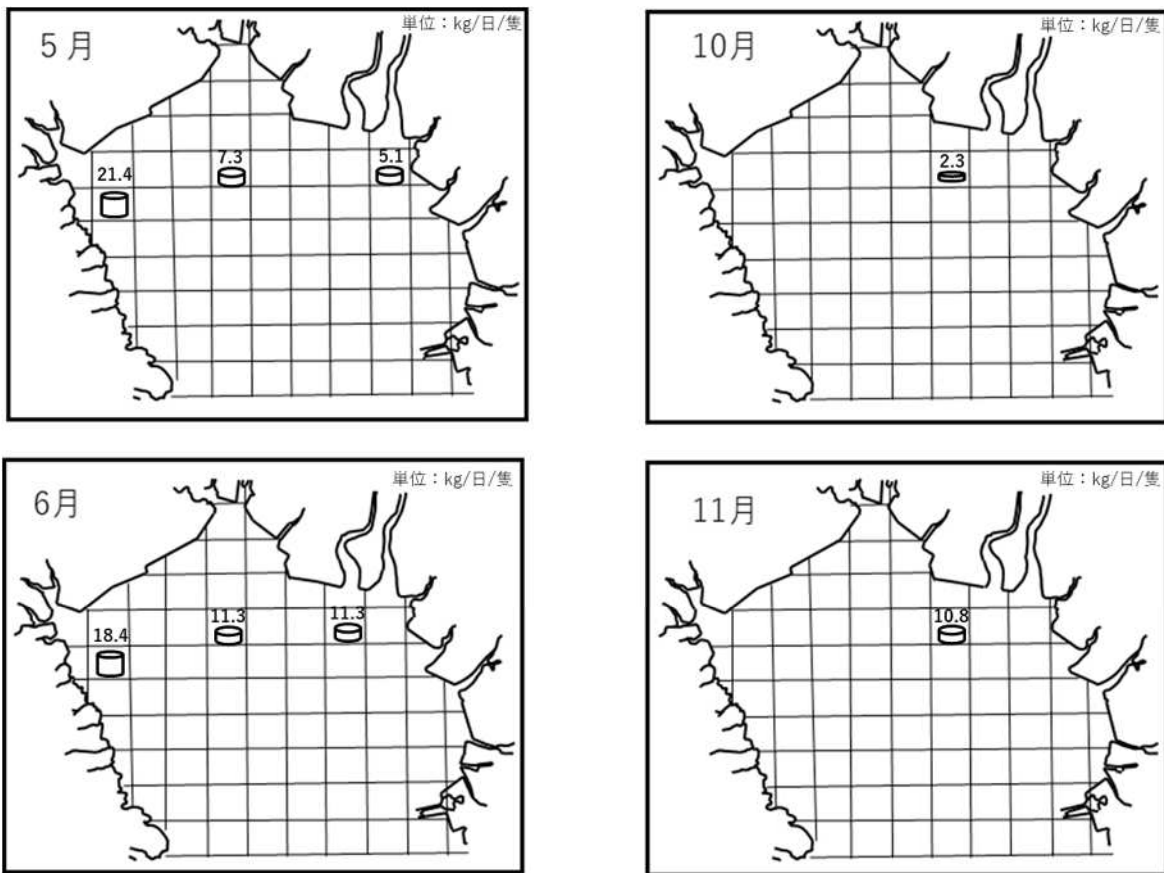 5月
単位：kg/日/隻
21.4
7.3
5.1
10月
単位：kg/日/隻
2.3
6月
単位：kg/日/隻
18.4
11.3
11.3
11月
単位：kg/日/隻
10.8